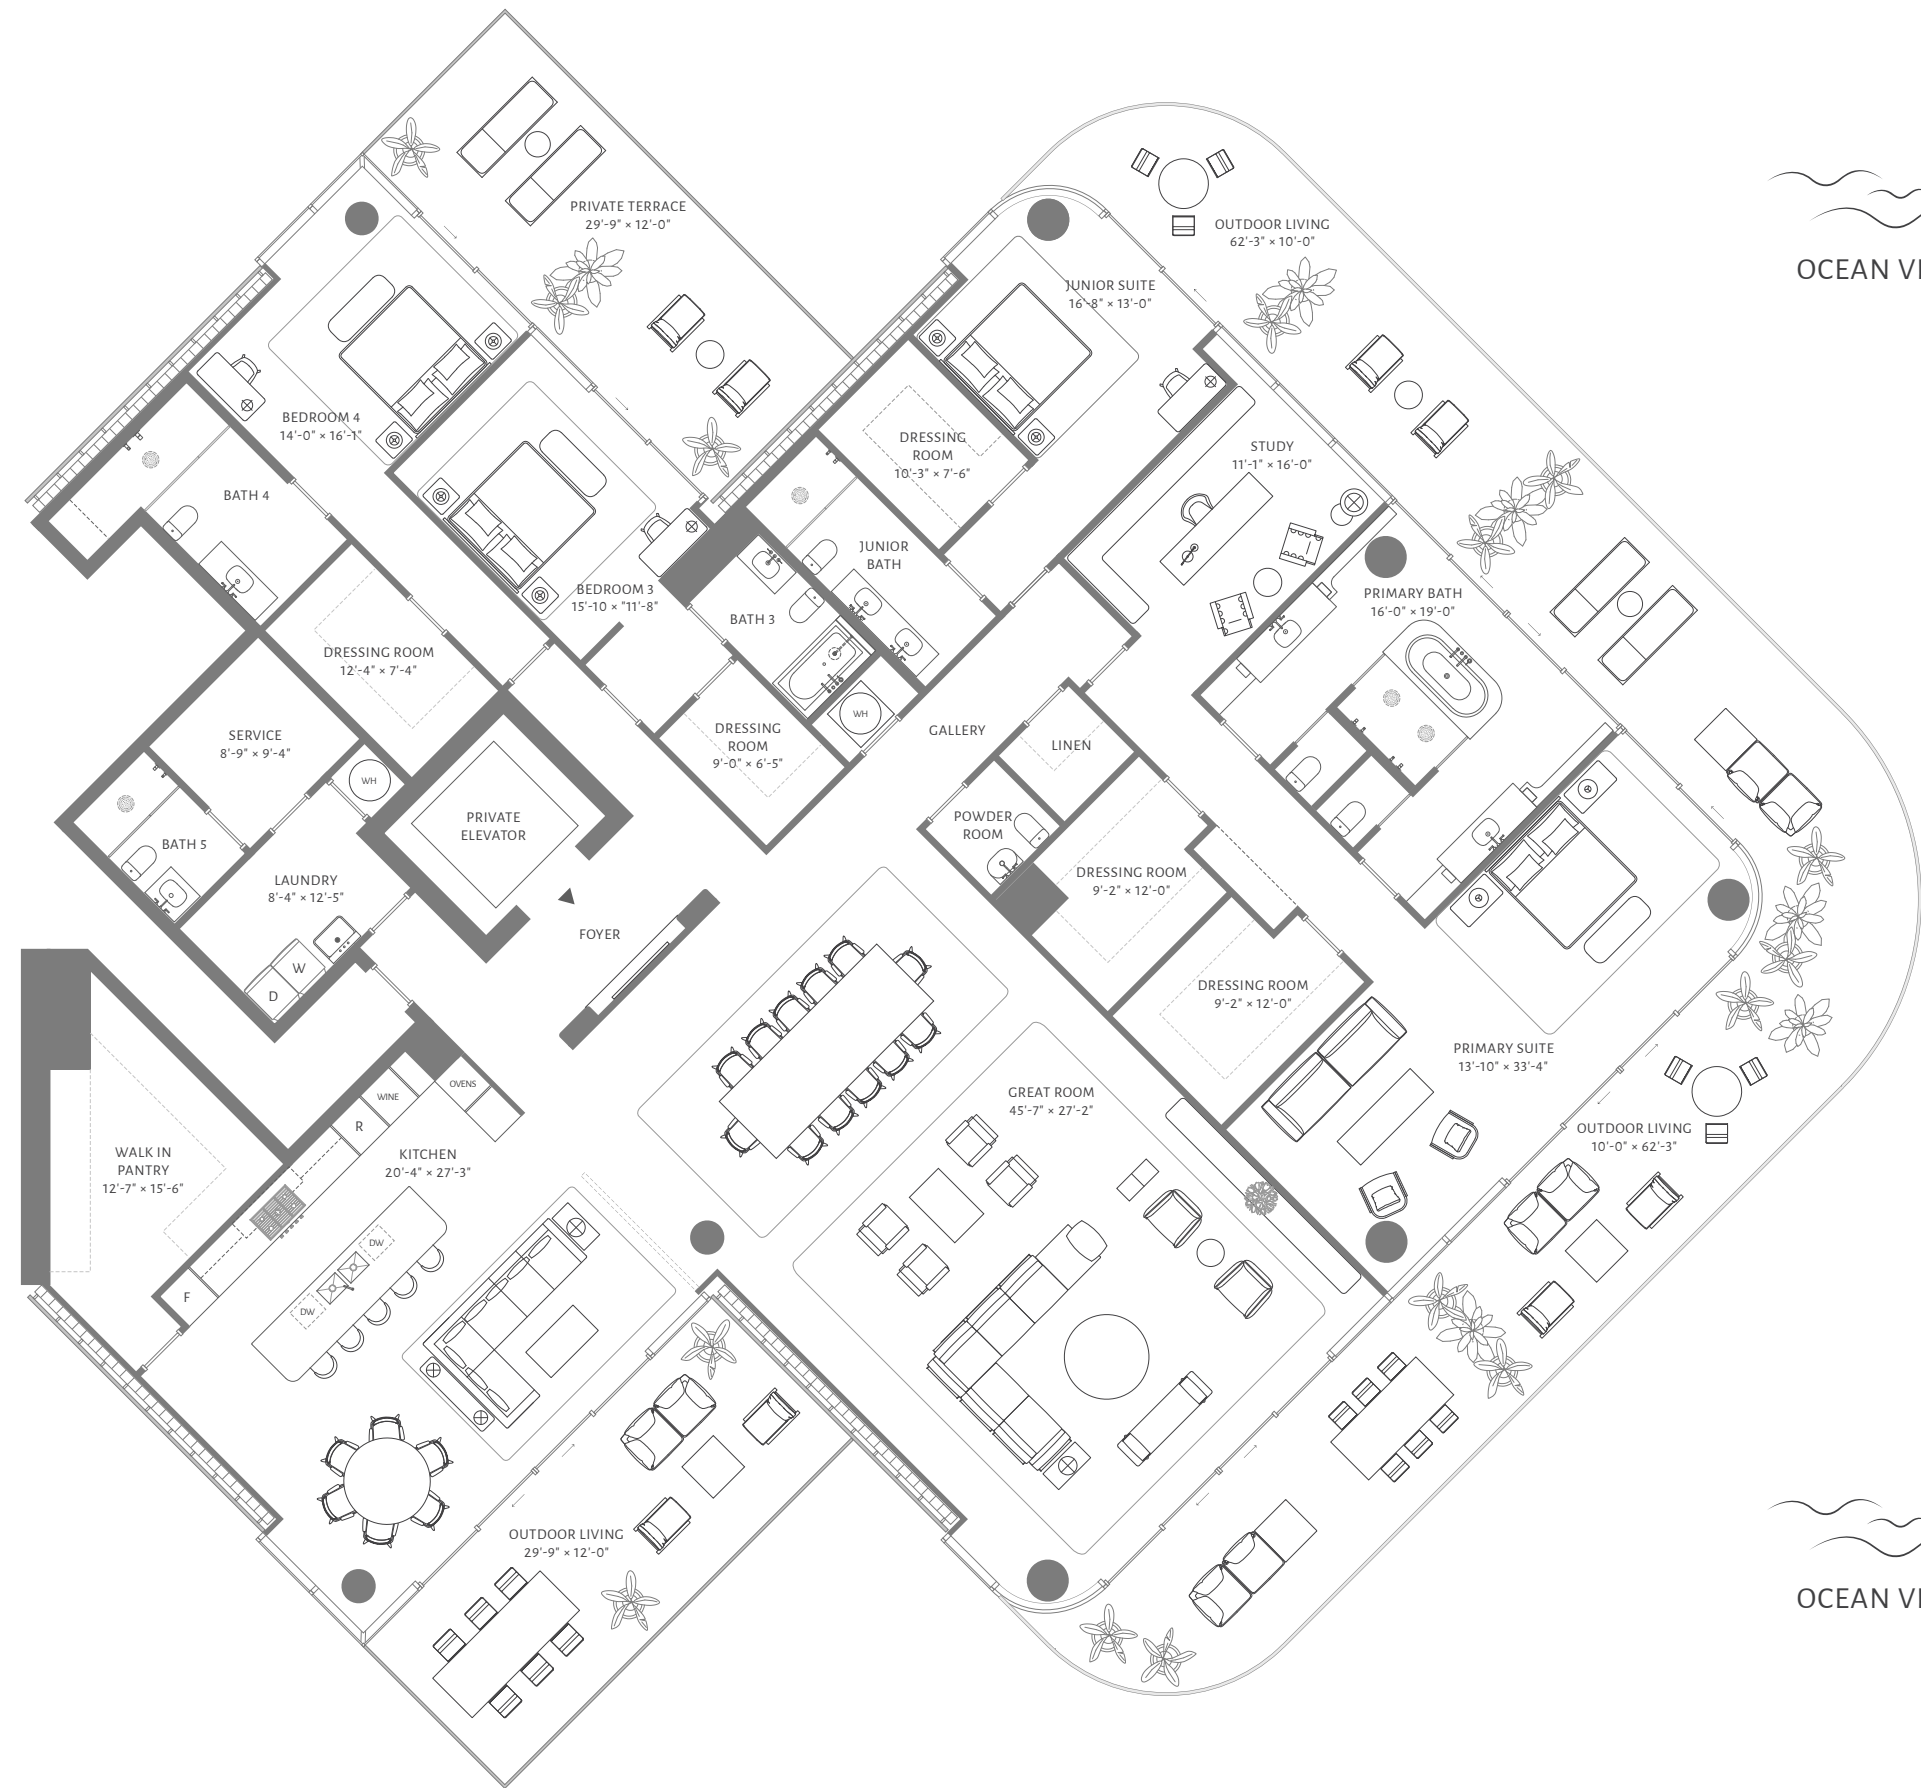 PRIVATE TERRACE
29'-9" × 12'-0"
OUTDOOR LIVING
62'-3" × 10'-0"
OCEAN VI
JUNIOR SUITE
16'-8" × 13'-0"
BEDROOM 4
14'-0" × 16'-1"
DRESSING
ROOM
10'-3" × 7'-6"
STUDY
11'-1" × 16'-0"
BATH 4
JUNIOR
BATH
BEDROOM 3
15'-10 × "11'-8"
PRIMARY BATH
16'-0" × 19'-0"
BATH 3
DRESSING ROOM
12'-4" × 7'-4"
WH
SERVICE
8'-9" × 9'-4"
DRESSING
ROOM
9'-0" × 6'-5"
GALLERY
LINEN
WH
PRIVATE
ELEVATOR
POWDER
ROOM
BATH 5
LAUNDRY
8'-4" × 12'-5"
DRESSING ROOM
9'-2" × 12'-0"
FOYER
W
D
DRESSING ROOM
9'-2" × 12'-0"
PRIMARY SUITE
13'-10" × 33'-4"
OVENS
WINE
R
GREAT ROOM
45'-7" × 27'-2"
WALK IN
PANTRY
12'-7" × 15'-6"
KITCHEN
20'-4" × 27'-3"
OUTDOOR LIVING
10'-0" × 62'-3"
DW
F
DW
OUTDOOR LIVING
29'-9" × 12'-0"
OCEAN VI